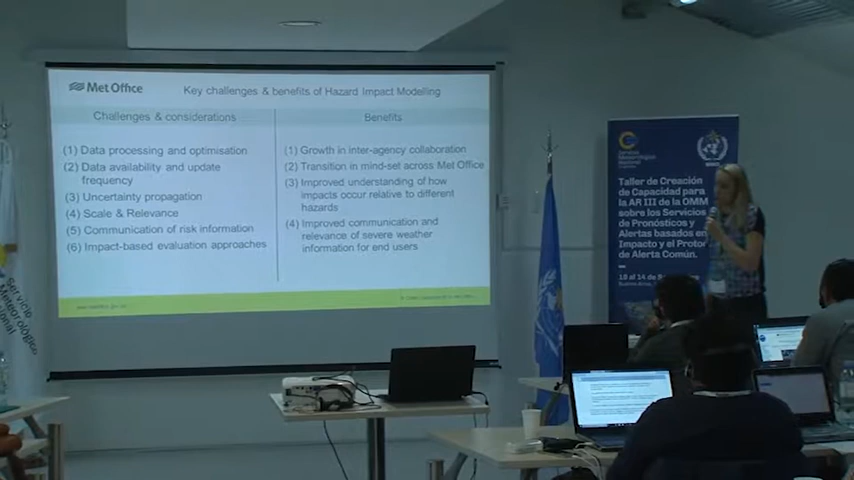 Met Office
Key challenges & benefits of Hazard Impact Modelling
Challenges & considerations
(1) Data processing and optimisation
(2) Data availability & update
frequency
(3) Uncertainty propagation
(4) Scale & Relevance
(5) Communication of risk information
(6) Impact-based evaluation approaches
Benefits
(1) Growth in inter-agency collaboration
(2) Transition in mind-set across Met Office
(3) Improved understanding of how
impacts occur relative to different
hazards
(4) Improved communication and
relevance of severe weather
information for end users
Servicio
Meteorológico
Nacional
Taller de Creación
de Capacidad para
la AR III de la OMM
sobre los Servicios
de Pronósticos y
Alertas basados en
Impacto y el Protoc
Alerta Común.
Servicio
Meteorológico